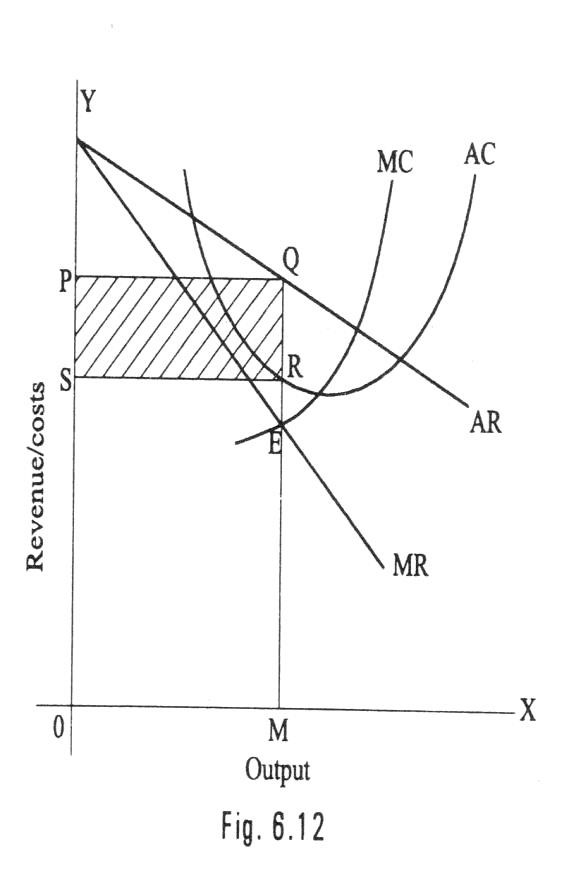 Y
MC
AC
Q
P
R
S
AR
E
Revenue/costs
MR
X
0
M
Output
Fig. 6.12